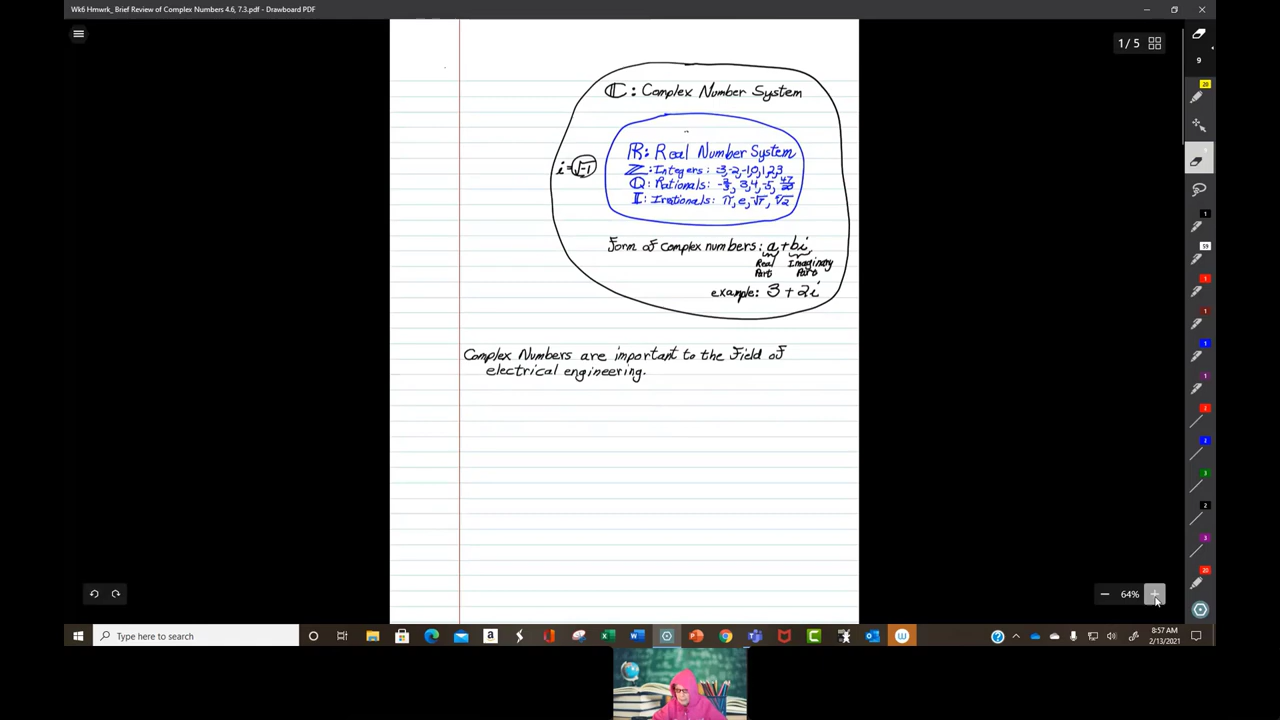 Wk6 Hmwrk_ Brief Review of Complex Numbers 4.6, 7.3.pdf - Drawboard PDF
1 / 5
9
ℂ: Complex Number System
ℝ: Real Number System
i = √-1
ℤ: Integers: -3,-2,-1,0,1,2,3
ℚ: Rationals:
𝕀: Irrationals: π, e,
Form of complex numbers: a+bi
Real Imaginary
Part Part
example: 3 + 2i
Complex Numbers are important to the field of
electrical engineering.
64%
Type here to search
8:57 AM
2/13/2021